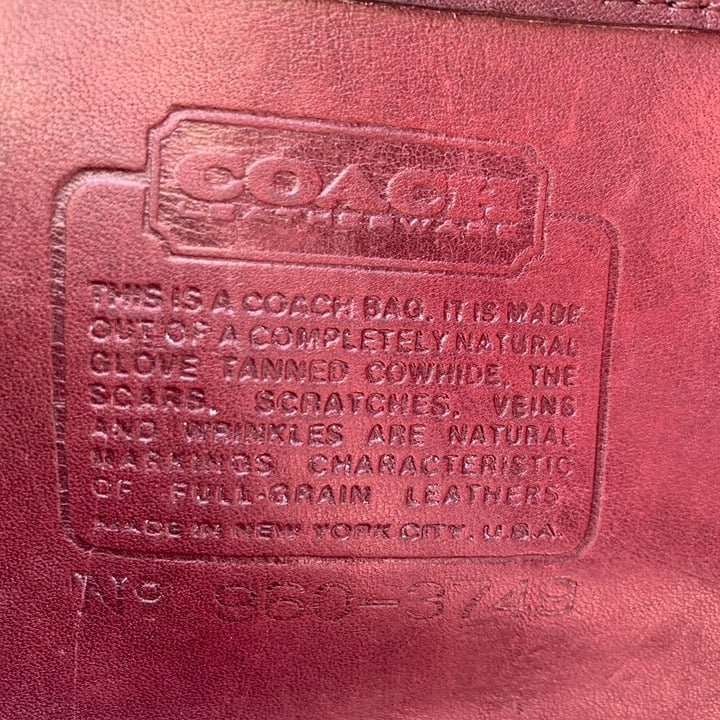 COACH
LEATHERWARE
THIS IS A COACH BAG. IT IS MADE
OUT OF A COMPLETELY NATURAL
GLOVE TANNED COWHIDE. THE
SCARS, SCRATCHES, VEINS
AND WRINKLES ARE NATURAL
MARKINGS CHARACTERISTIC
OF FULL-GRAIN LEATHERS.
MADE IN NEW YORK CITY, U.S.A.
Nº 960-3749